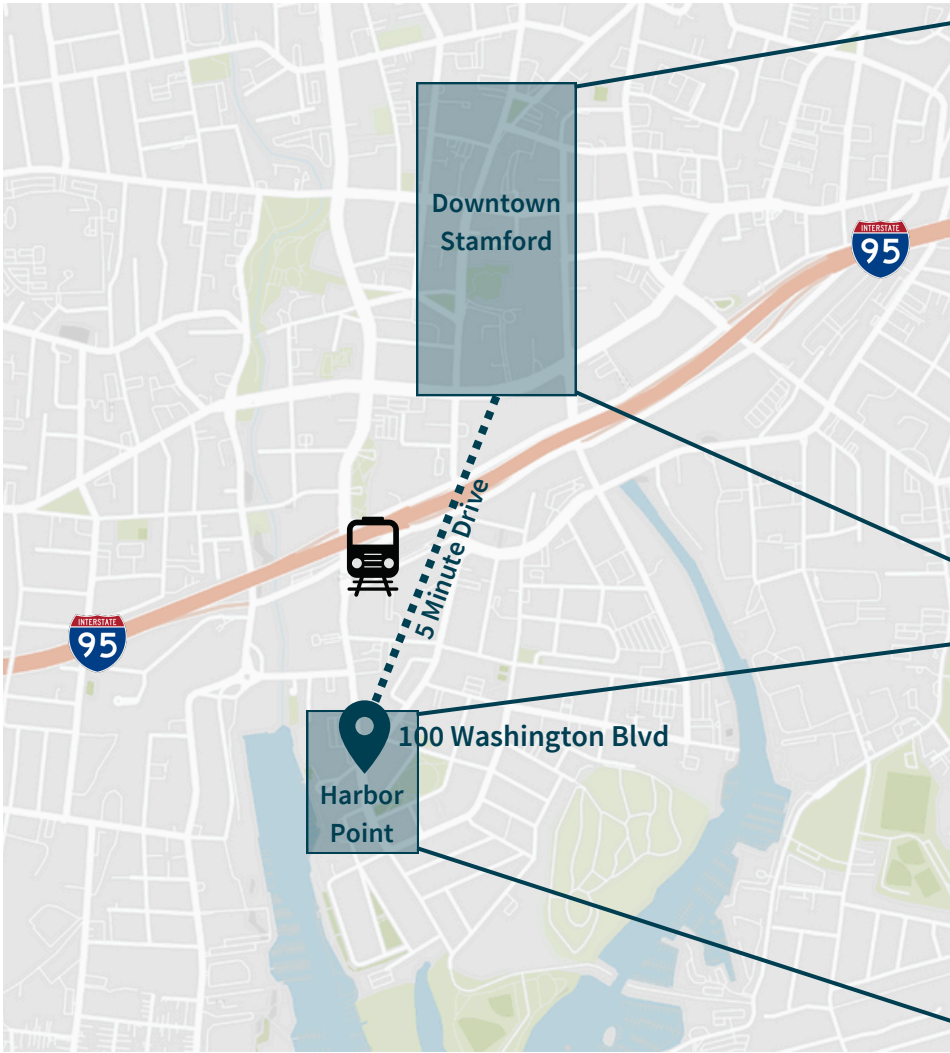 Downtown
Stamford
INTERSTATE
95
5 Minute Drive
INTERSTATE
95
100 Washington Blvd
Harbor
Point